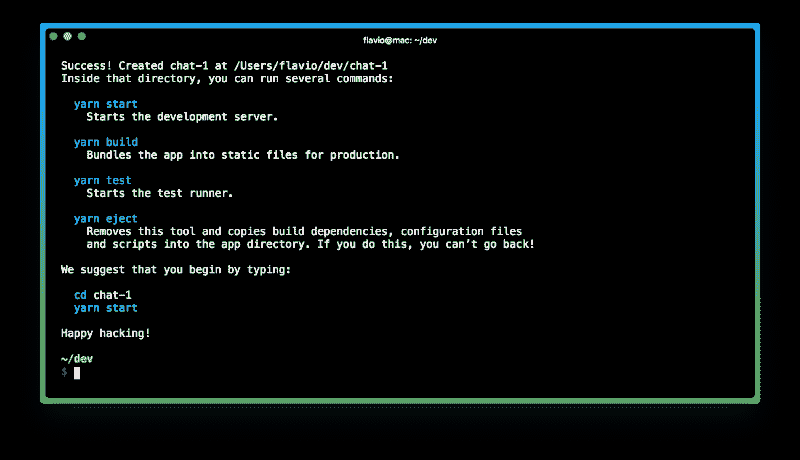 flavio@mac: ~/dev
Success! Created chat-1 at /Users/flavio/dev/chat-1
Inside that directory, you can run several commands:
yarn start
Starts the development server.
yarn build
Bundles the app into static files for production.
yarn test
Starts the test runner.
yarn eject
Removes this tool and copies build dependencies, configuration files
and scripts into the app directory. If you do this, you can’t go back!
We suggest that you begin by typing:
cd chat-1
yarn start
Happy hacking!
~/dev
$